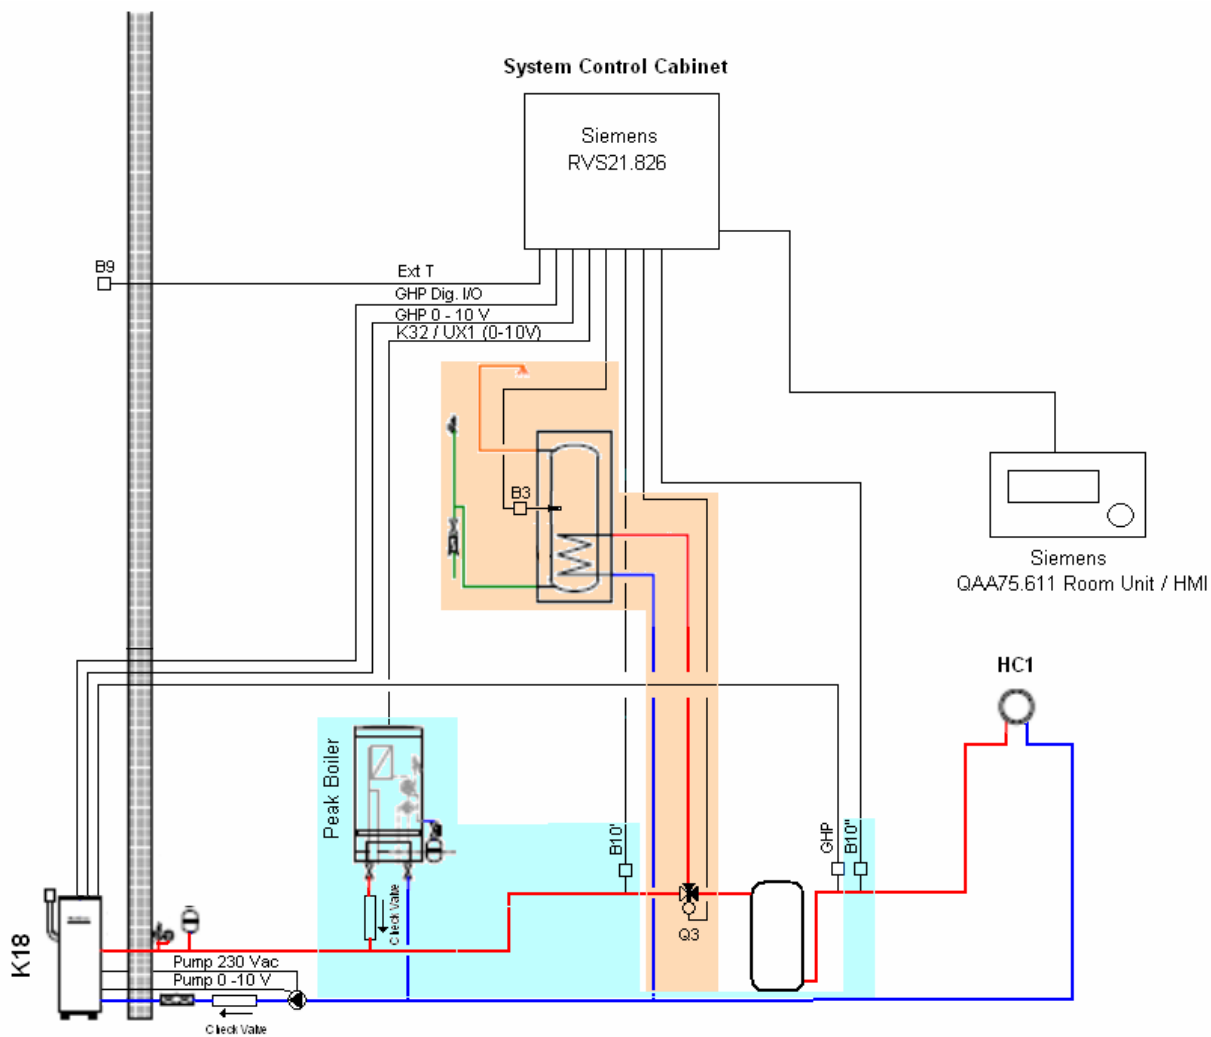 System Control Cabinet
Siemens
RVS21.826
B9
Ext T
GHP Dig. I/O
GHP 0 - 10 V
K32 / UX1 (0-10V)
B3
Siemens
QAA75.611 Room Unit / HMI
HC1
Peak Boiler
B10'
GHP
B10"
Check Valve
Q3
K18
Pump 230 Vac
Pump 0 -10 V
Check Valve